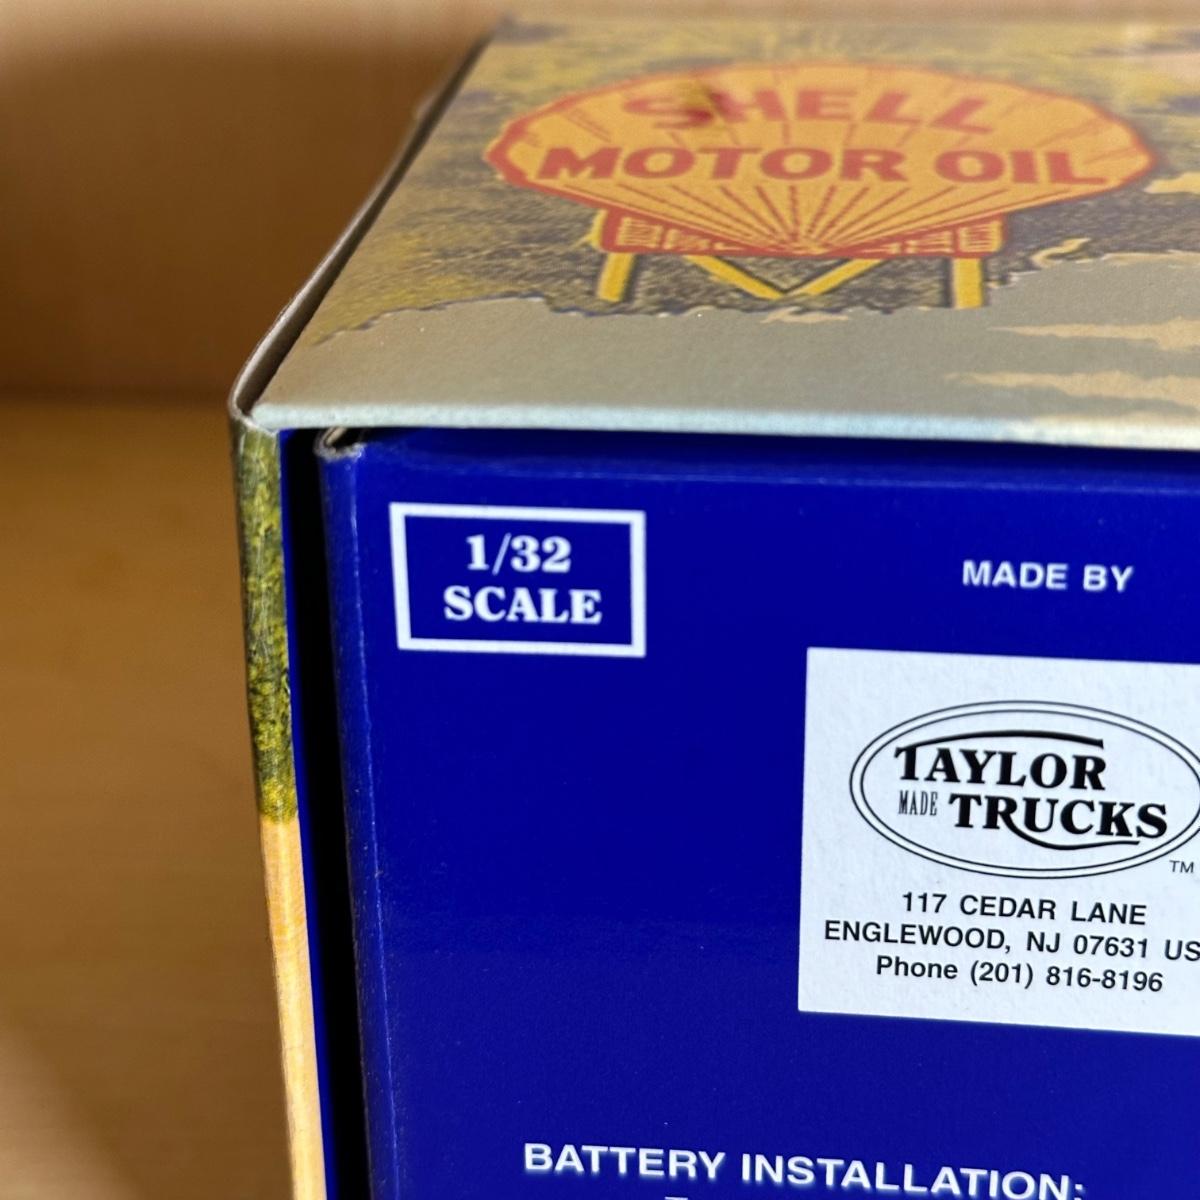 SHELL
MOTOR OIL
1/32
SCALE
MADE BY
TAYLOR
MADE TRUCKS
TM
117 CEDAR LANE
ENGLEWOOD, NJ 07631 US
Phone (201) 816-8196
BATTERY INSTALLATION: